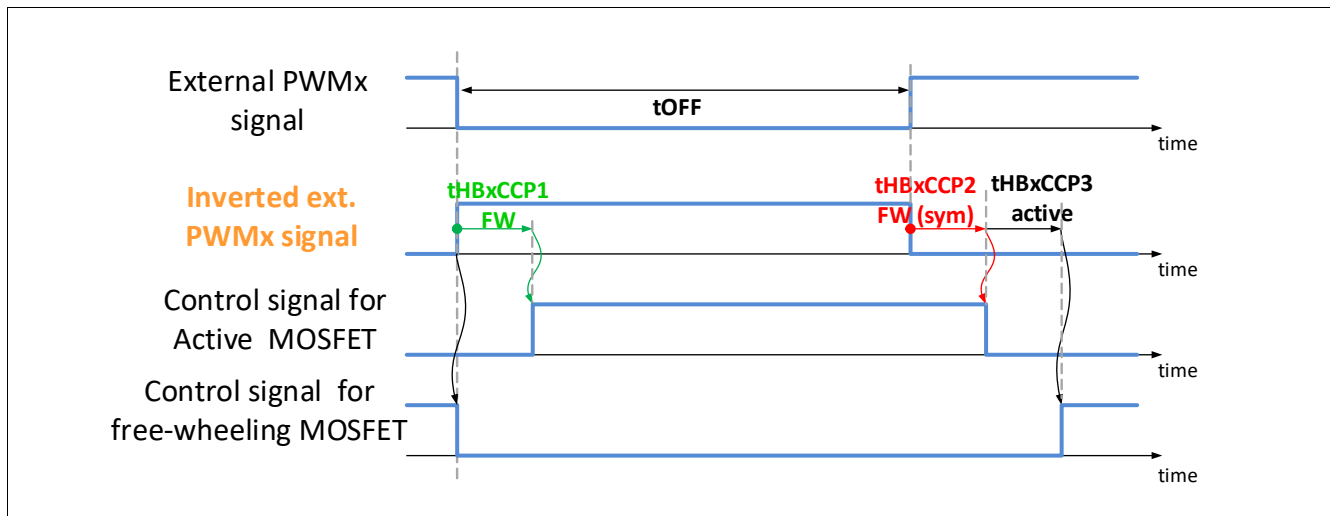 External PWMx
signal
tOFF
time
Inverted ext.
PWMx signal
tHBxCCP1
FW
tHBxCCP2
FW (sym)
tHBxCCP3
active
time
Control signal for
Active MOSFET
time
Control signal for
free-wheeling MOSFET
time